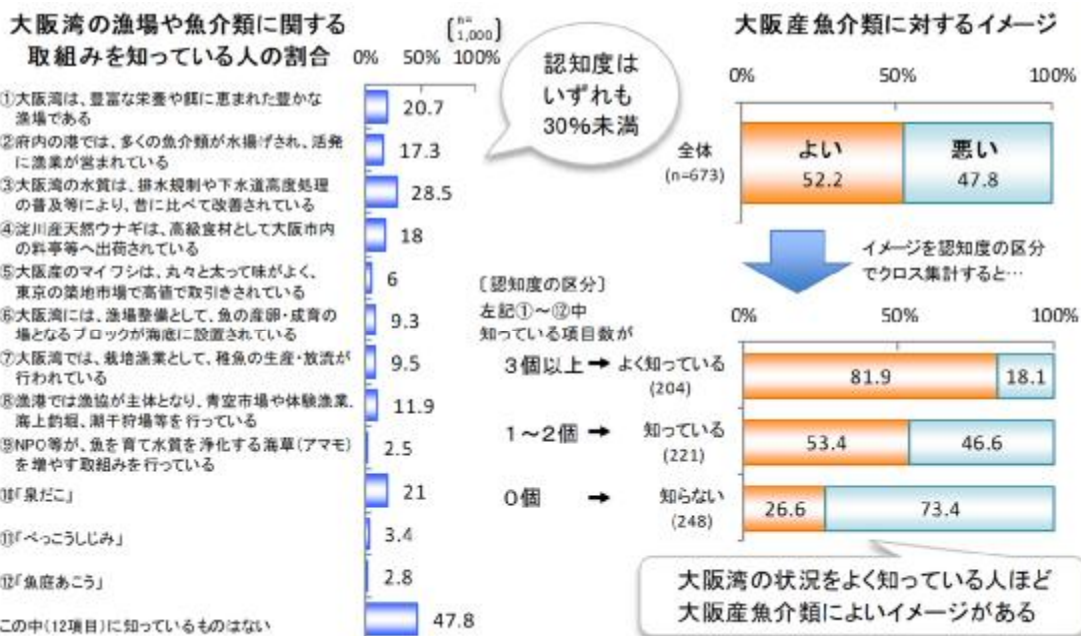 大阪湾の漁場や魚介類に関する
取組みを知っている人の割合
n=
1,000
0% 50% 100%
①大阪湾は、豊富な栄養や餌に恵まれた豊かな
漁場である
20.7
②府内の港では、多くの魚介類が水揚げされ、活発
に漁業が営まれている
17.3
③大阪湾の水質は、排水規制や下水道高度処理
の普及等により、昔に比べて改善されている
28.5
④淀川産天然ウナギは、高級食材として大阪市内
の料亭等へ出荷されている
18
⑤大阪産のマイワシは、丸々と太って味がよく、
東京の築地市場で高値で取引きされている
6
⑥大阪湾には、漁場整備として、魚の産卵・成育の
場となるブロックが海底に設置されている
9.3
⑦大阪湾では、栽培漁業として、稚魚の生産・放流が
行われている
9.5
⑧漁港では漁協が主体となり、青空市場や体験漁業、
海上釣堀、潮干狩場等を行っている
11.9
⑨NPO等が、魚を育て水質を浄化する海草(アマモ)
を増やす取組みを行っている
2.5
⑩「泉だこ」
21
⑪「べっこうしじみ」
3.4
⑫「魚庭あこう」
2.8
この中(12項目)に知っているものはない
47.8
認知度は
いずれも
30%未満
大阪産魚介類に対するイメージ
0% 50% 100%
全体
(n=673)
よい 悪い
52.2 47.8
イメージを認知度の区分
でクロス集計すると…
〔認知度の区分〕
左記①～⑫中
知っている項目数が
0% 50% 100%
3個以上→よく知っている
(204)
81.9 18.1
1～2個 → 知っている
(221)
53.4 46.6
0個 → 知らない
(248)
26.6 73.4
大阪湾の状況をよく知っている人ほど
大阪産魚介類によいイメージがある